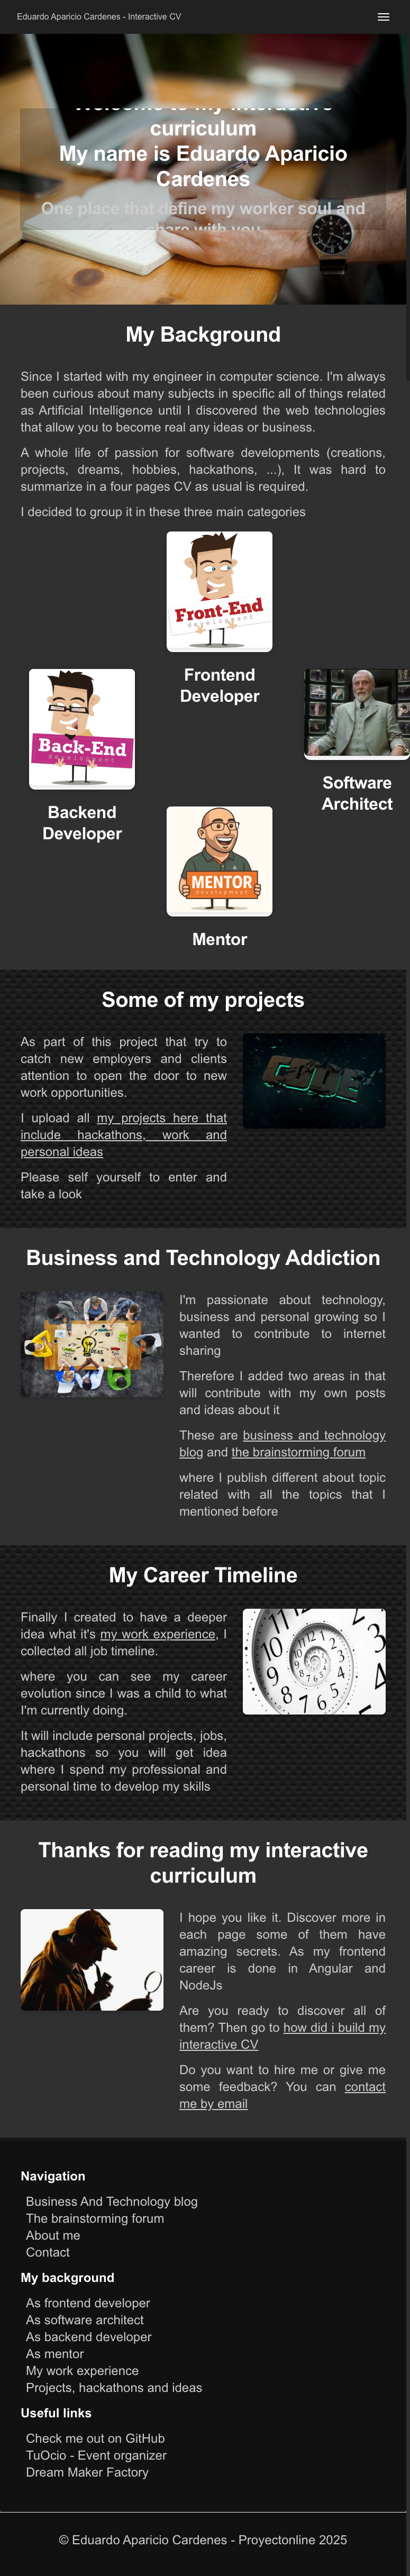 Eduardo Aparicio Cardenes - Interactive CV
Welcome to my interactive
curriculum
My name is Eduardo Aparicio
Cardenes
One place that define my worker soul and
share with you
My Background
Since I started with my engineer in computer science. I'm always
been curious about many subjects in specific all of things related
as Artificial Intelligence until I discovered the web technologies
that allow you to become real any ideas or business.
A whole life of passion for software developments (creations,
projects, dreams, hobbies, hackathons, ...), It was hard to
summarize in a four pages CV as usual is required.
I decided to group it in these three main categories
Front-End
development
Frontend
Developer
Back-End
development
Backend
Developer
Software
Architect
MENTOR
development
Mentor
Some of my projects
As part of this project that try to
catch new employers and clients
attention to open the door to new
work opportunities.
I upload all my projects here that
include hackathons, work and
personal ideas
Please self yourself to enter and
take a look
CODE
Business and Technology Addiction
IDEAS
I'm passionate about technology,
business and personal growing so I
wanted to contribute to internet
sharing
Therefore I added two areas in that
will contribute with my own posts
and ideas about it
These are business and technology
blog and the brainstorming forum
where I publish different about topic
related with all the topics that I
mentioned before
My Career Timeline
Finally I created to have a deeper
idea what it's my work experience, I
collected all job timeline.
where you can see my career
evolution since I was a child to what
I'm currently doing.
It will include personal projects, jobs,
hackathons so you will get idea
where I spend my professional and
personal time to develop my skills
Thanks for reading my interactive
curriculum
I hope you like it. Discover more in
each page some of them have
amazing secrets. As my frontend
career is done in Angular and
NodeJs
Are you ready to discover all of
them? Then go to how did i build my
interactive CV
Do you want to hire me or give me
some feedback? You can contact
me by email
Navigation
Business And Technology blog
The brainstorming forum
About me
Contact
My background
As frontend developer
As software architect
As backend developer
As mentor
My work experience
Projects, hackathons and ideas
Useful links
Check me out on GitHub
TuOcio - Event organizer
Dream Maker Factory
© Eduardo Aparicio Cardenes - Proyectonline 2025